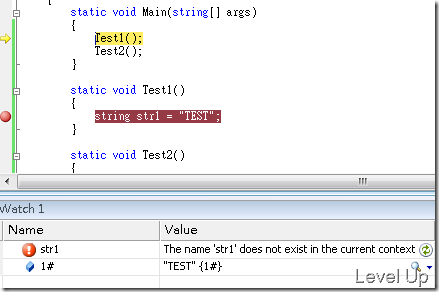 {
static void Main(string[] args)
{
Test1();
Test2();
}
static void Test1()
{
string str1 = "TEST";
}
static void Test2()
{
Watch 1
Name Value
str1 The name 'str1' does not exist in the current context
1# "TEST" {1#}
Level Up